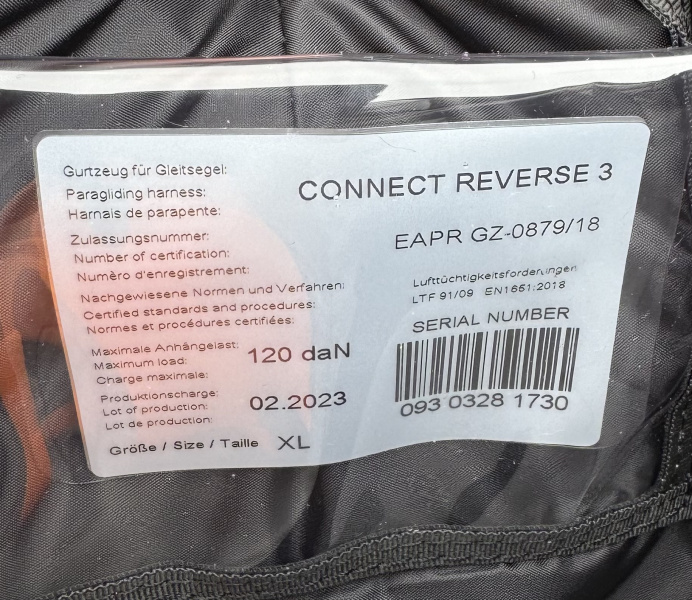 Gurtzeug für Gleitsegel:
Paragliding harness:
Harnais de parapente:
CONNECT REVERSE 3
Zulassungsnummer:
Number of certification:
Numèro d'enregistrement:
EAPR GZ-0879/18
Nachgewiesene Normen und Verfahren:
Certified standards and procedures:
Normes et procédures certifiées:
Lufttüchtigkeitsforderungen
LTF 91/09 EN1651:2018
Maximale Anhängelast:
Maximum load:
Charge maximale:
120 daN
SERIAL NUMBER
093 0328 1730
Produktionscharge:
Lot of production:
Lot de production:
02.2023
Größe / Size / Taille XL